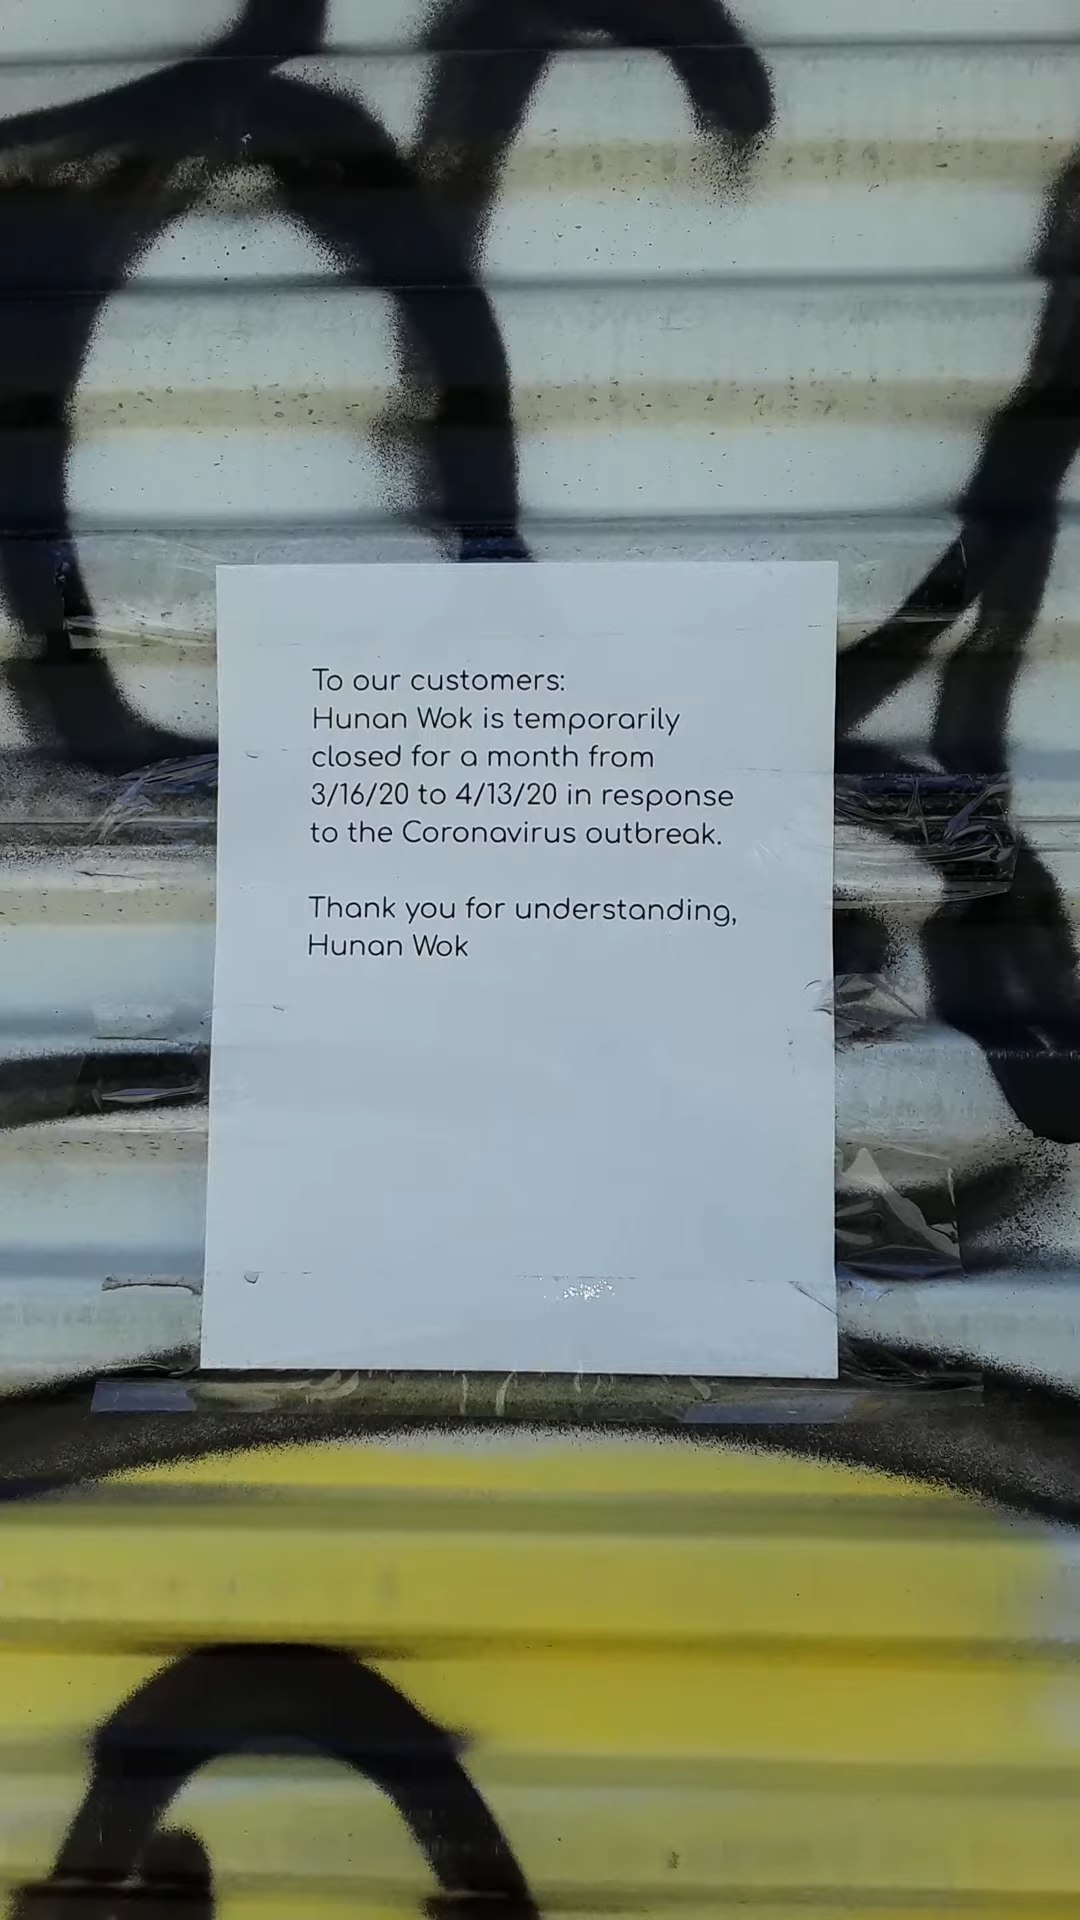 To our customers:
Hunan Wok is temporarily
closed for a month from
3/16/20 to 4/13/20 in response
to the Coronavirus outbreak.
Thank you for understanding,
Hunan Wok